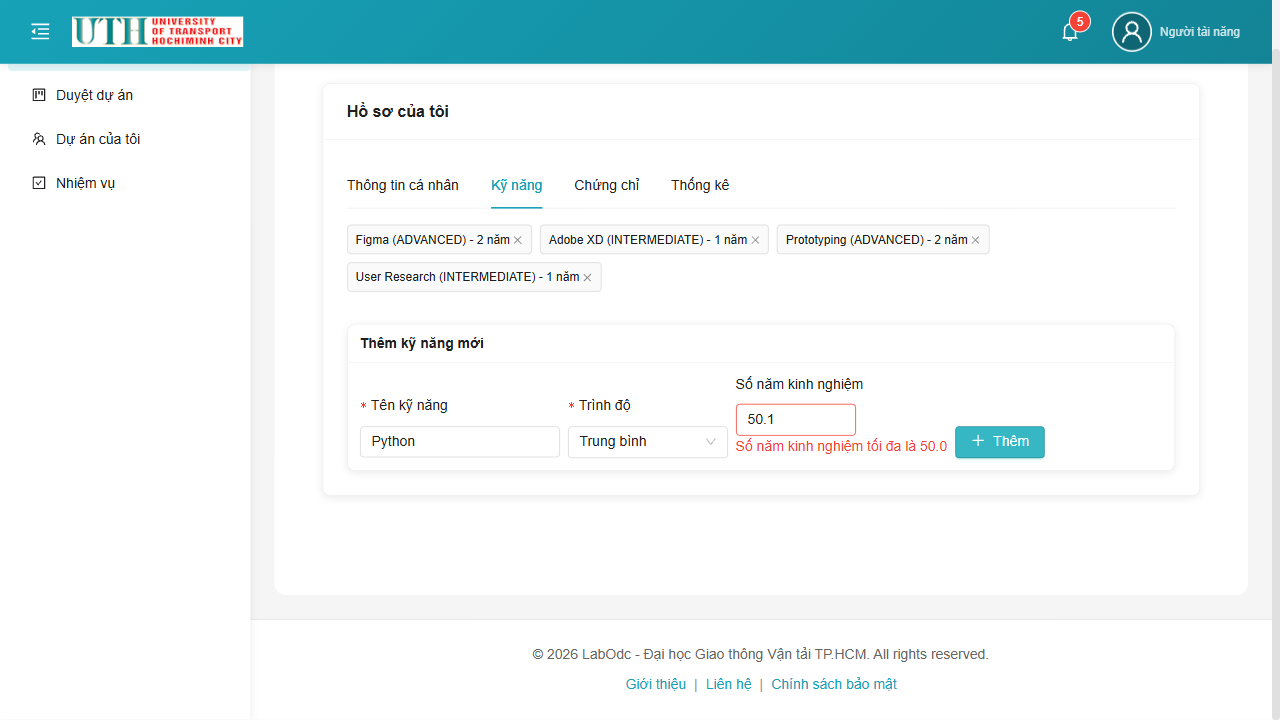 UTH UNIVERSITY
OF TRANSPORT
HOCHIMINH CITY
5
Người tài năng
Duyệt dự án
Dự án của tôi
Nhiệm vụ
Hồ sơ của tôi
Thông tin cá nhân Kỹ năng Chứng chỉ Thống kê
Figma (ADVANCED) - 2 năm Adobe XD (INTERMEDIATE) - 1 năm Prototyping (ADVANCED) - 2 năm
User Research (INTERMEDIATE) - 1 năm
Thêm kỹ năng mới
* Tên kỹ năng
Python
* Trình độ
Trung bình
Số năm kinh nghiệm
50.1
Số năm kinh nghiệm tối đa là 50.0
+ Thêm
© 2026 LabOdc - Đại học Giao thông Vận tải TP.HCM. All rights reserved.
Giới thiệu | Liên hệ | Chính sách bảo mật